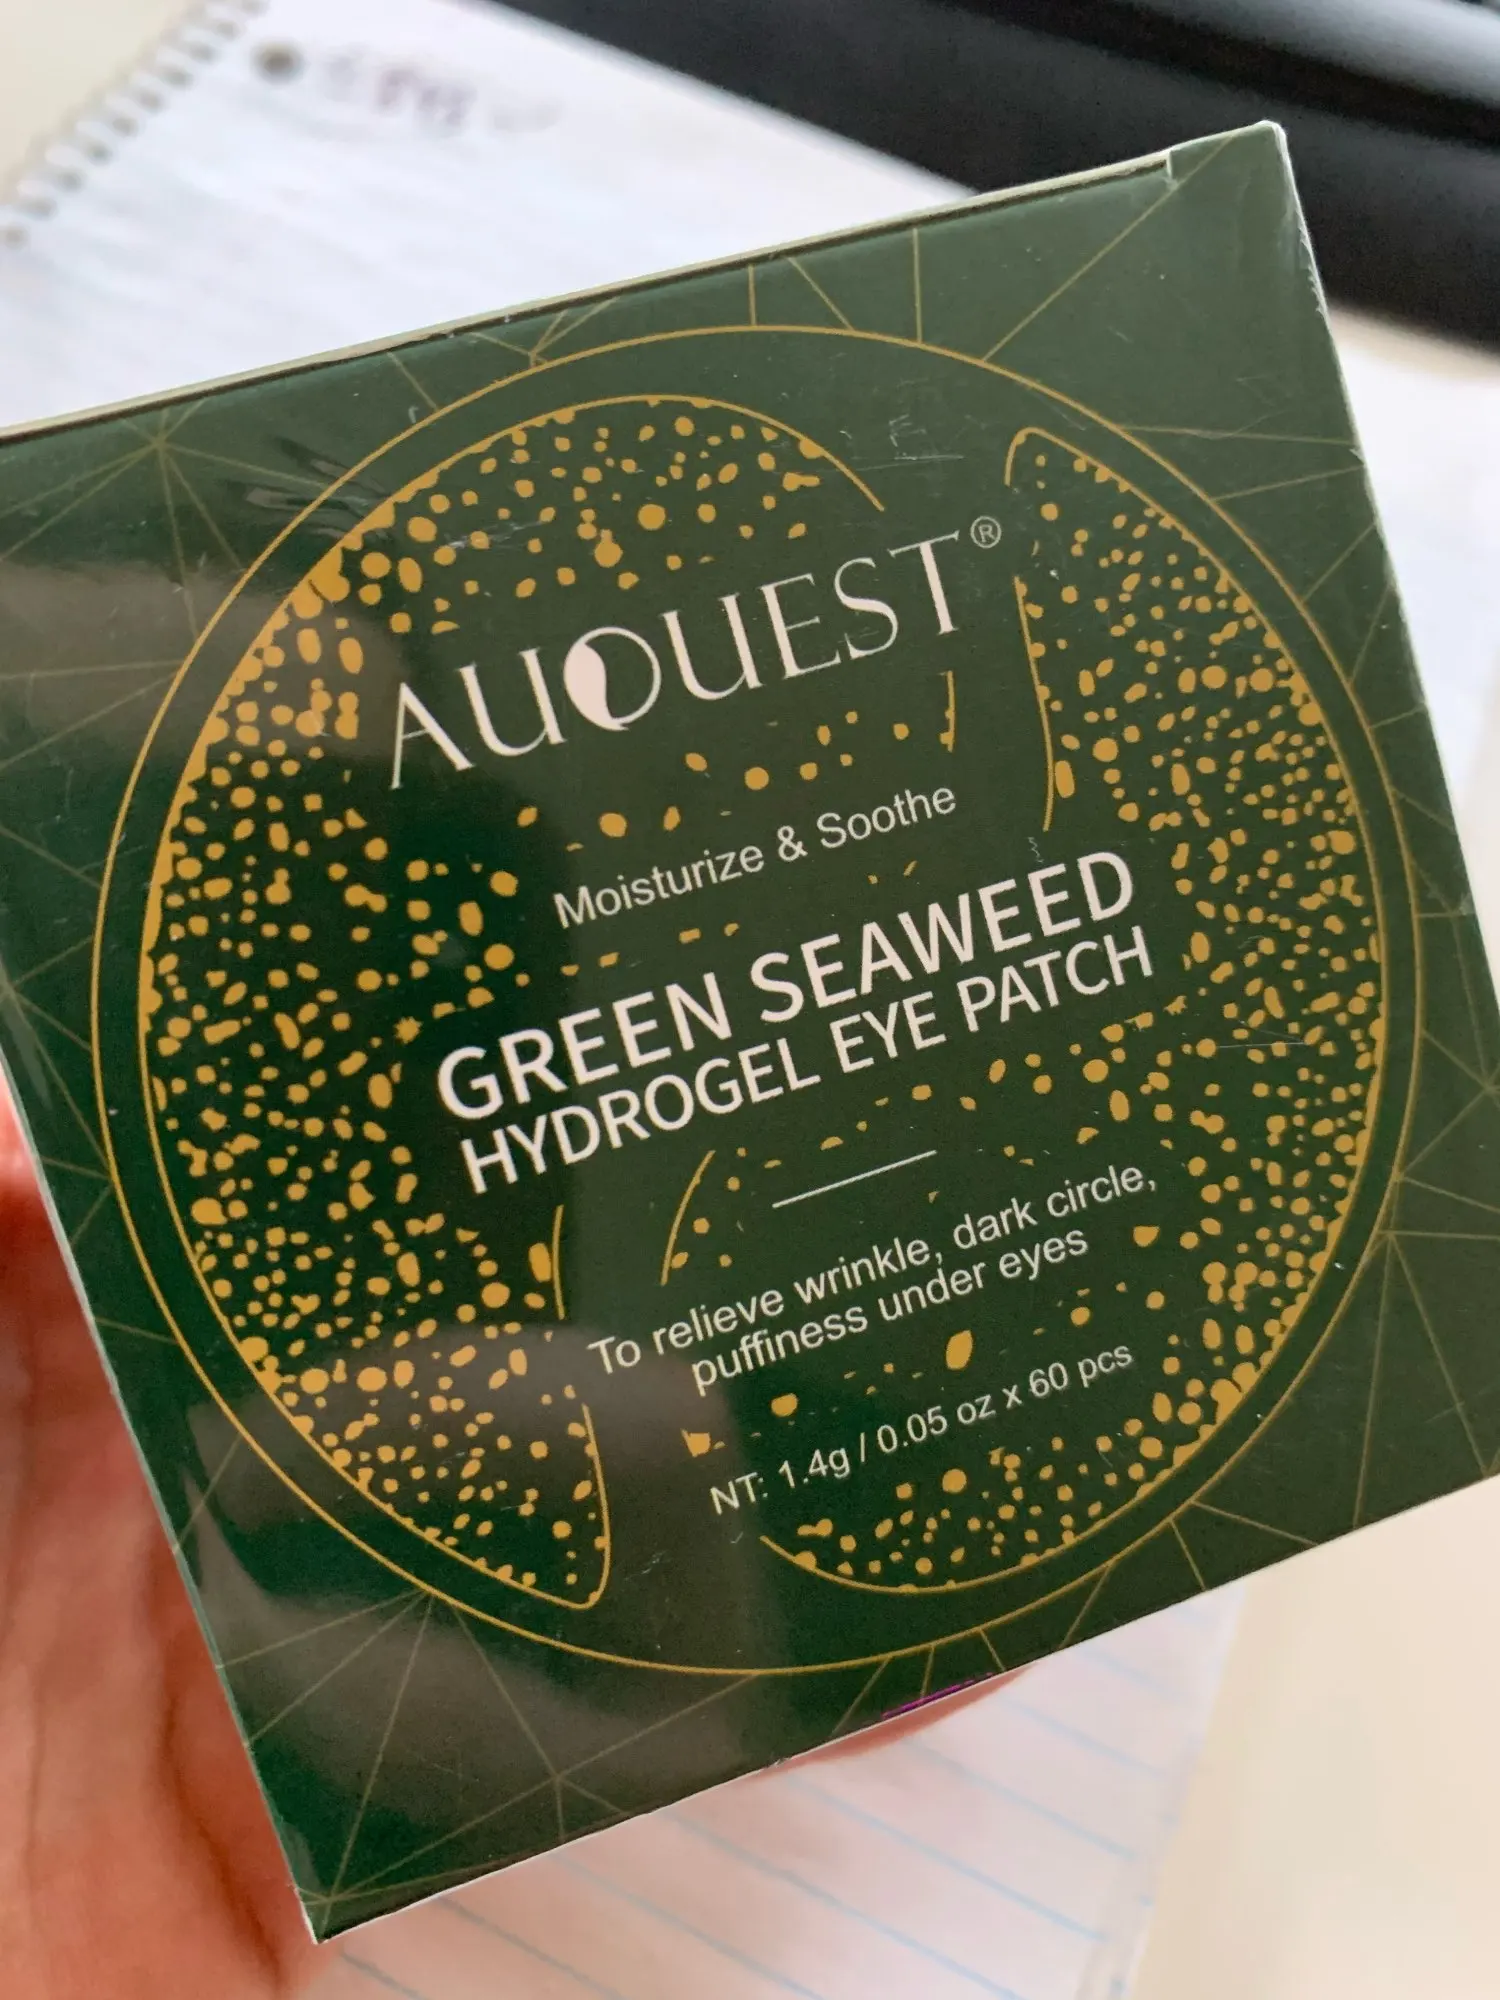 AUQUEST®
Moisturize & Soothe
GREEN SEAWEED
HYDROGEL EYE PATCH
To relieve wrinkle, dark circle,
puffiness under eyes
NT: 1.4g / 0.05 oz x 60 pcs